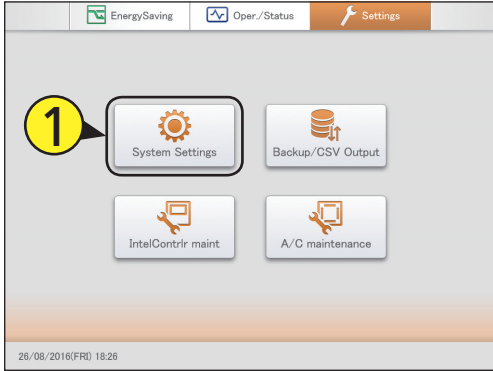 EnergySaving Oper./Status Settings
1
System Settings Backup/CSV Output
IntelContrlr maint A/C maintenance
26/08/2016(FRI) 18:26